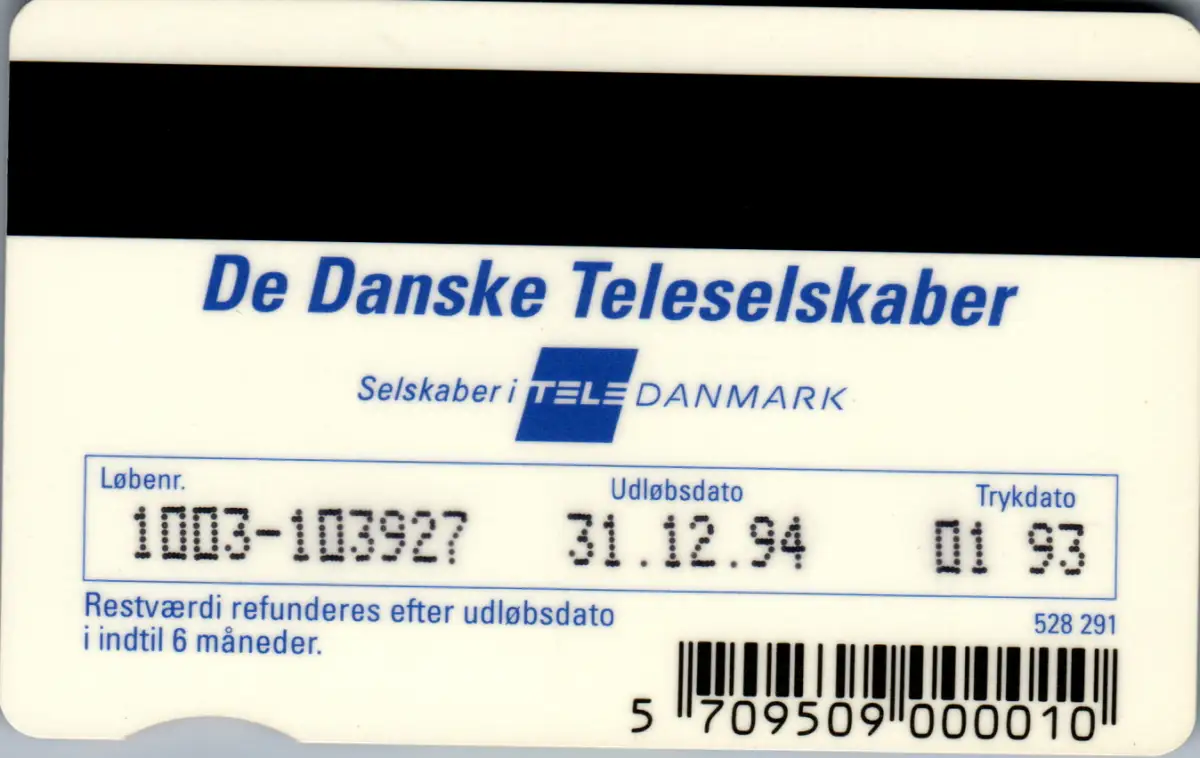 De Danske Teleselskaber
Selskaber i TELE DANMARK
Løbenr. Udløbsdato Trykdato
1003-103927 31.12.94 01 93
Restværdi refunderes efter udløbsdato
i indtil 6 måneder.
528 291
5 709509 000010